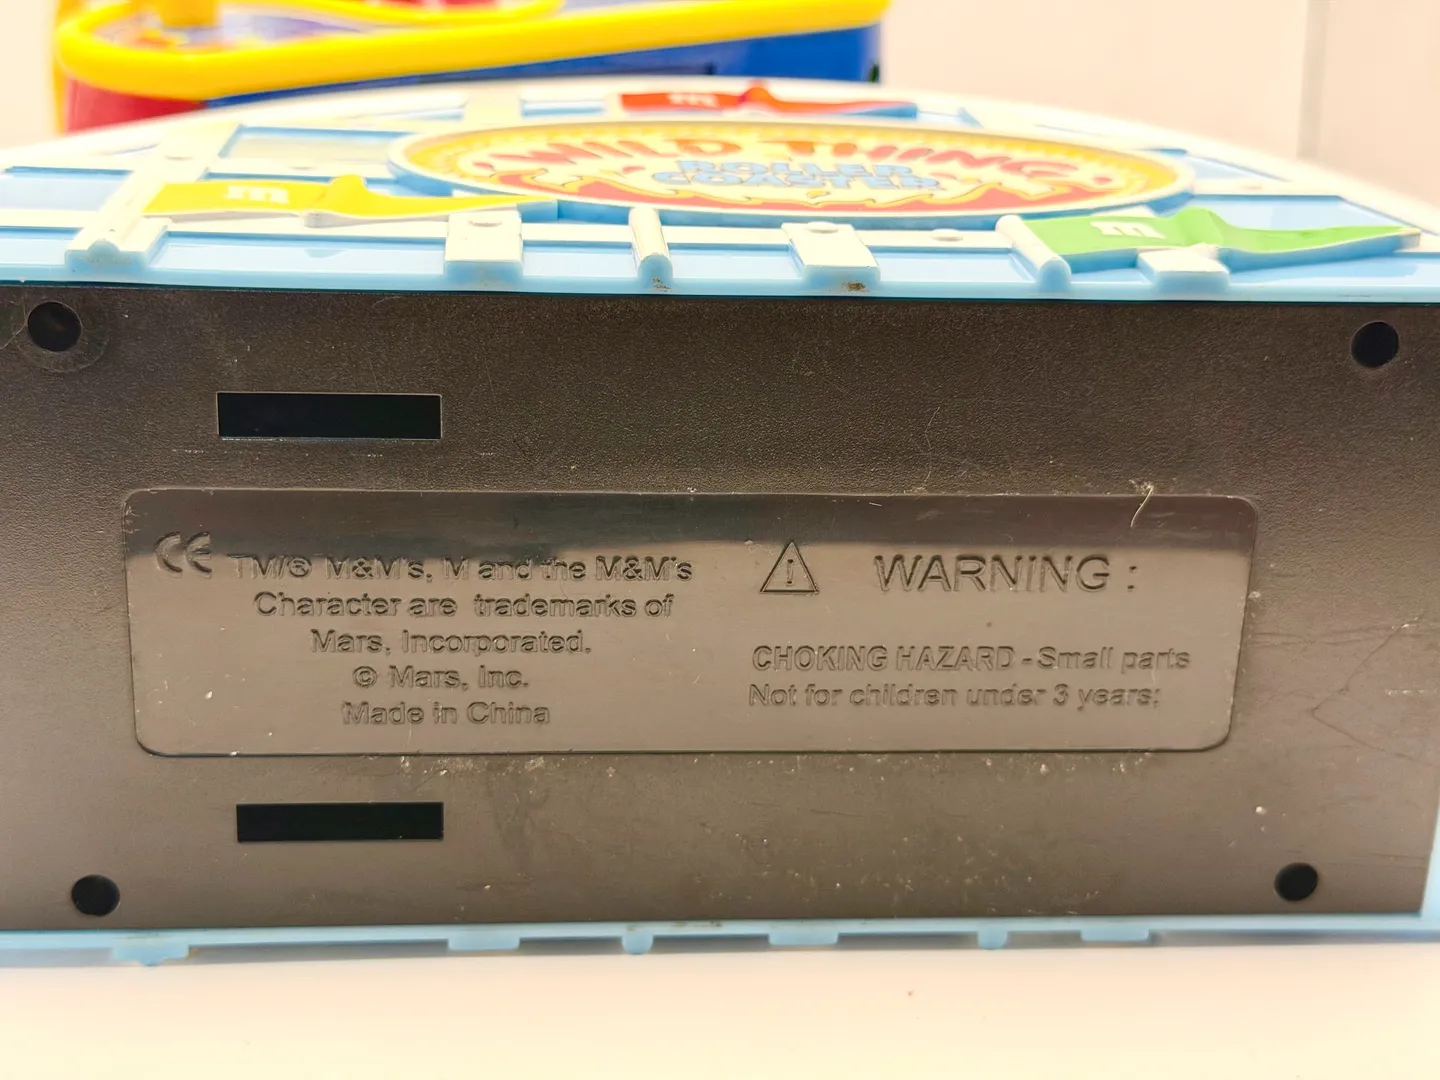 m
WILD THING
ROLLER
COASTER
m
m
CE TM/® M&M's, M and the M&M's
Character are trademarks of
Mars, Incorporated.
© Mars, Inc.
Made in China
WARNING :
CHOKING HAZARD - Small parts
Not for children under 3 years;